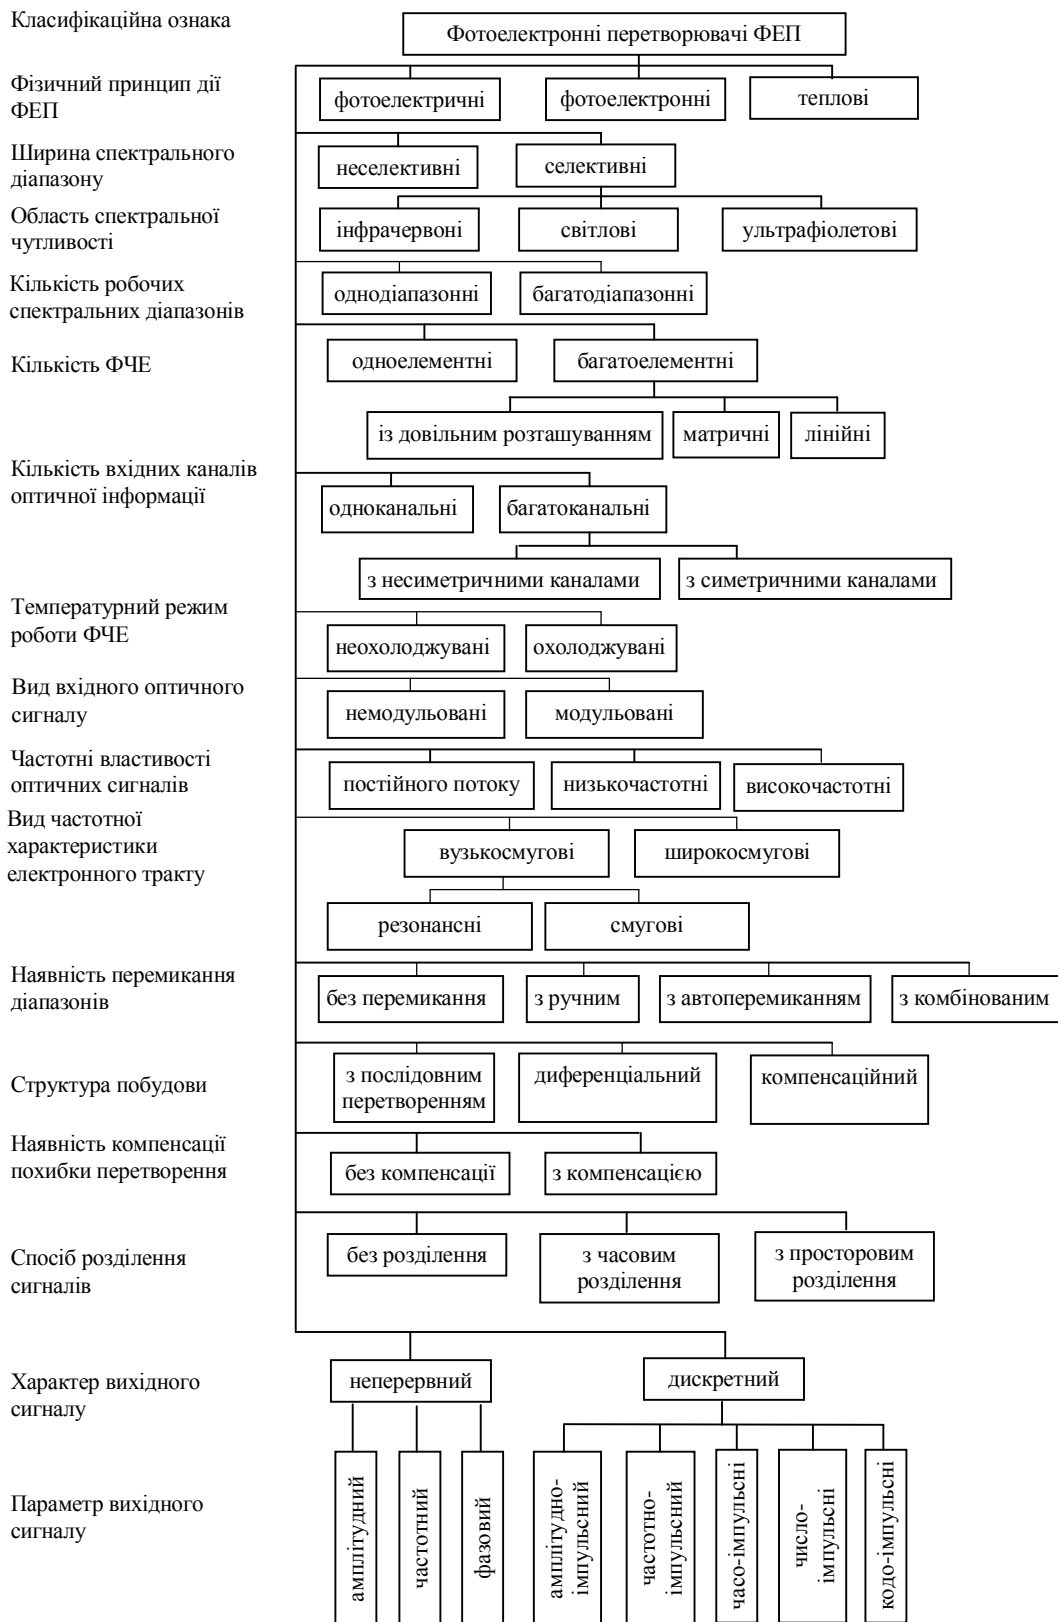 Класифікаційна ознака
Фотоелектронні перетворювачі ФЕП
Фізичний принцип дії
ФЕП
фотоелектричні
фотоелектронні
теплові
Ширина спектрального
діапазону
неселективні
селективні
Область спектральної
чутливості
інфрачервоні
світлові
ультрафіолетові
Кількість робочих
спектральних діапазонів
однодіапазонні
багатодіапазонні
Кількість ФЧЕ
одноелементні
багатоелементні
із довільним розташуванням
матричні
лінійні
Кількість вхідних каналів
оптичної інформації
одноканальні
багатоканальні
з несиметричними каналами
з симетричними каналами
Температурний режим
роботи ФЧЕ
неохолоджувані
охолоджувані
Вид вхідного оптичного
сигналу
немодульовані
модульовані
Частотні властивості
оптичних сигналів
постійного потоку
низькочастотні
високочастотні
Вид частотної
характеристики
електронного тракту
вузькосмугові
широкосмугові
резонансні
смугові
Наявність перемикання
діапазонів
без перемикання
з ручним
з автоперемиканням
з комбінованим
Структура побудови
з послідовним
перетворенням
диференціальний
компенсаційний
Наявність компенсації
похибки перетворення
без компенсації
з компенсацією
Спосіб розділення
сигналів
без розділення
з часовим
розділення
з просторовим
розділення
Характер вихідного
сигналу
неперервний
дискретний
Параметр вихідного
сигналу
амплітудний
частотний
фазовий
амплітудно-
імпульсний
частотно-
імпульсний
часо-імпульсні
число-
імпульсні
кодо-імпульсні